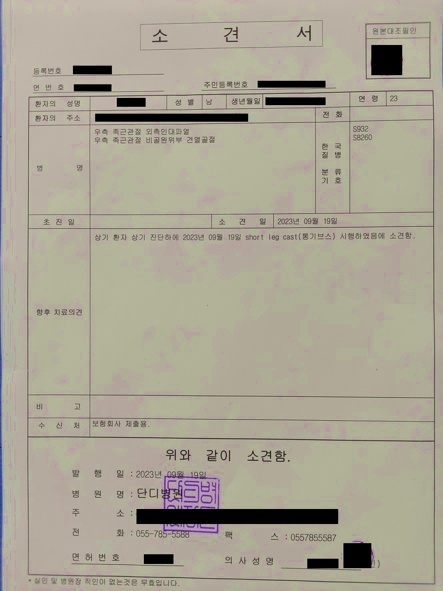 소 견 서
원본대조필인
등록번호
연 번 호 주민등록번호
환자의 성명 성 별 남 생년월일 연 령 23
환자의 주소 전 화
병 명
우측 족근관절 외측인대파열
우측 족근관절 비골원위부 견열골절
한 국
질 병
분 류
기 호
S932
S8260
초 진 일 소 견 일 2023년 09월 19일
향후 치료의견
상기 환자 상기 진단하에 2023년 09월 19일 short leg cast(통기브스) 시행하였음에 소견함.
비 고
수 신 처 보험회사 제출용.
위와 같이 소견함.
발 행 일 : 2023년 09월 19일
병 원 명 : 단디병원
주 소 :
전 화 : 055-785-5588 팩 스 : 0557855587
면허번호 의사성명
* 실인 및 병원장 직인이 없는것은 무효입니다.